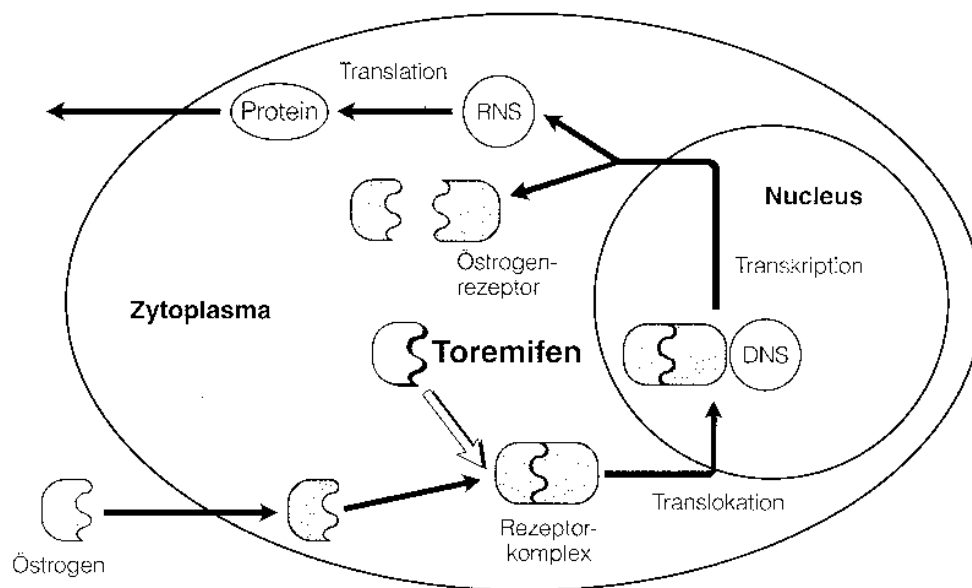 Translation
Protein
RNS
Nucleus
Östrogen-
rezeptor
Transkription
Zytoplasma
Toremifen
DNS
Translokation
Rezeptor-
komplex
Östrogen